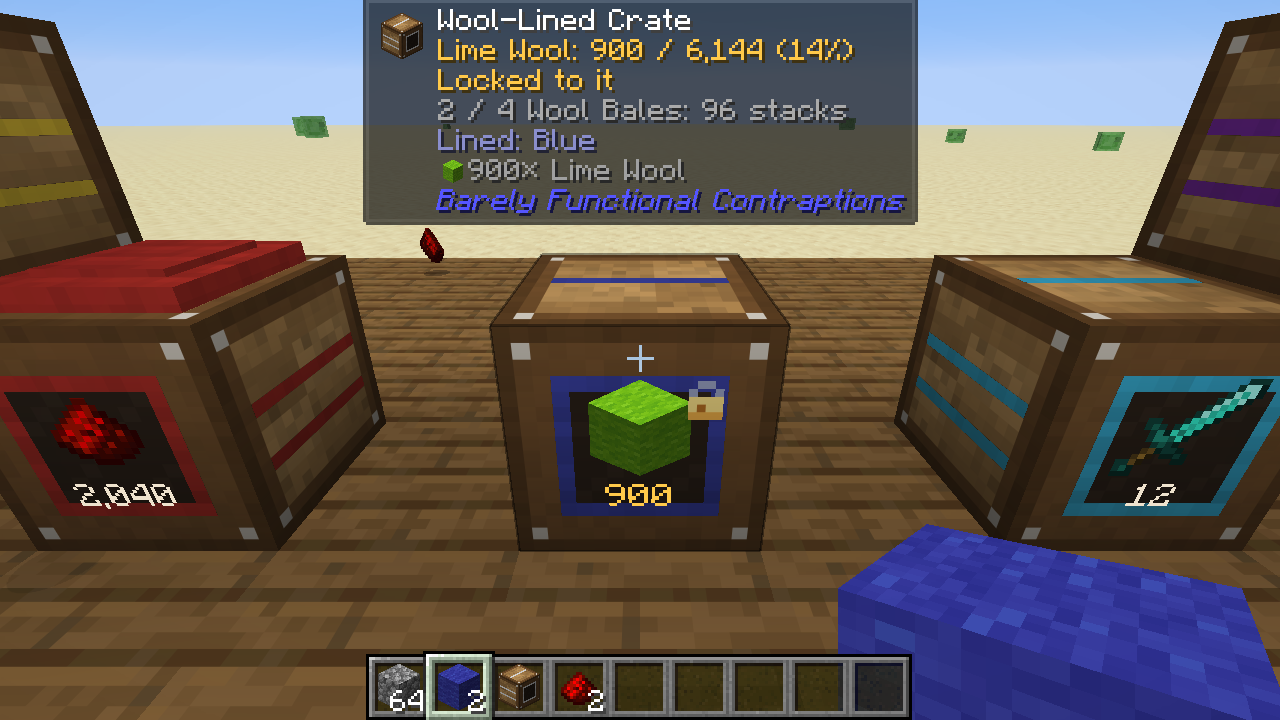 Wool-Lined Crate
Lime Wool: 900 / 6,144 (14%)
Locked to it
2 / 4 Wool Bales: 96 stacks
Lined: Blue
900× Lime Wool
Barely Functional Contraptions
2,040
900
12
64
2
2